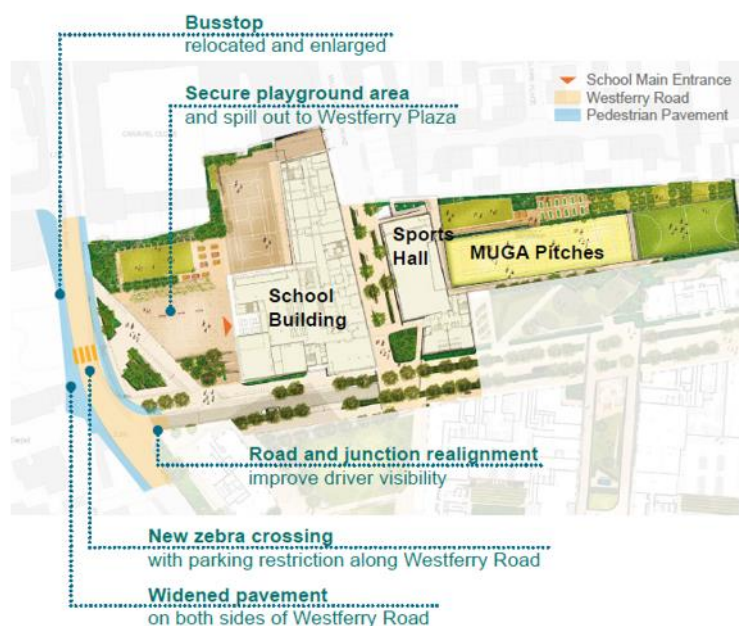 Busstop
relocated and enlarged
Secure playground area
and spill out to Westferry Plaza
School Main Entrance
Westferry Road
Pedestrian Pavement
Sports
Hall
MUGA Pitches
School
Building
Road and junction realignment
improve driver visibility
New zebra crossing
with parking restriction along Westferry Road
Widened pavement
on both sides of Westferry Road